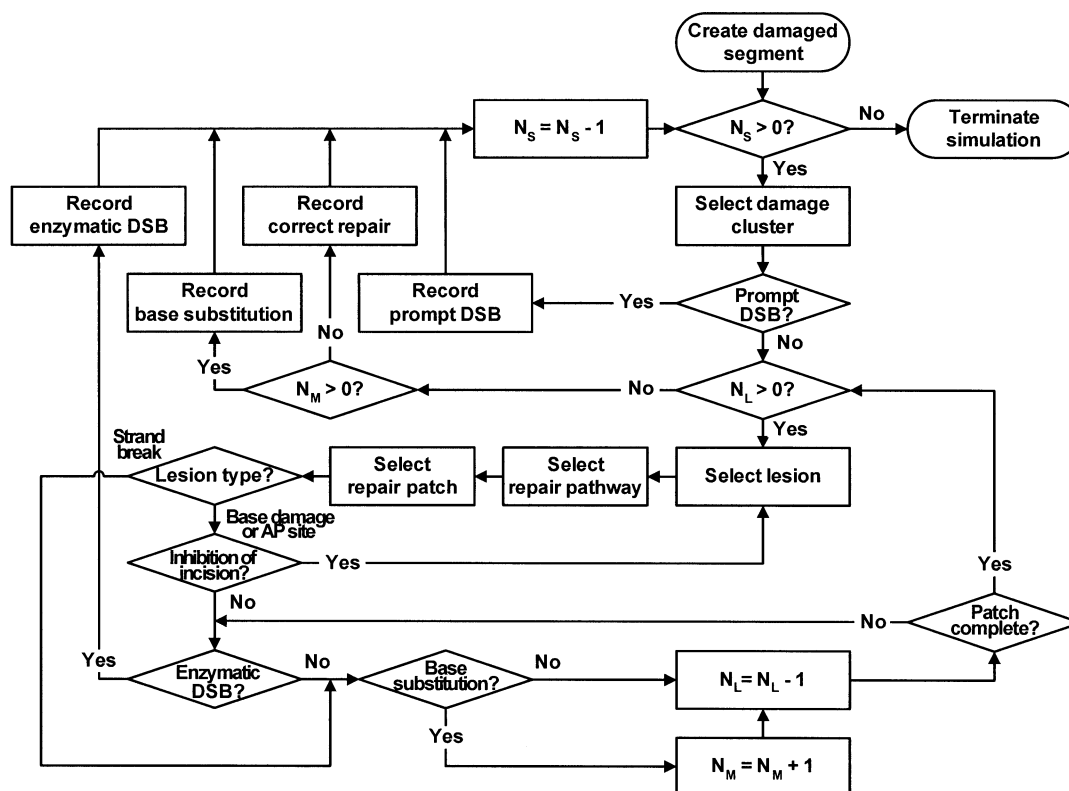 Create damaged
segment
N_S = N_S - 1
N_S > 0?
No
Terminate
simulation
Yes
Record
enzymatic DSB
Record
correct repair
Select damage
cluster
Record
base substitution
Record
prompt DSB
Yes
Prompt
DSB?
No
No
Yes
N_M > 0?
No
N_L > 0?
Yes
Strand
break
Lesion type?
Select
repair patch
Select
repair pathway
Select lesion
Base damage
or AP site
Inhibition of
incision?
Yes
Yes
No
No
Patch
complete?
Yes
Enzymatic
DSB?
No
Base
substitution?
No
N_L = N_L - 1
Yes
N_M = N_M + 1